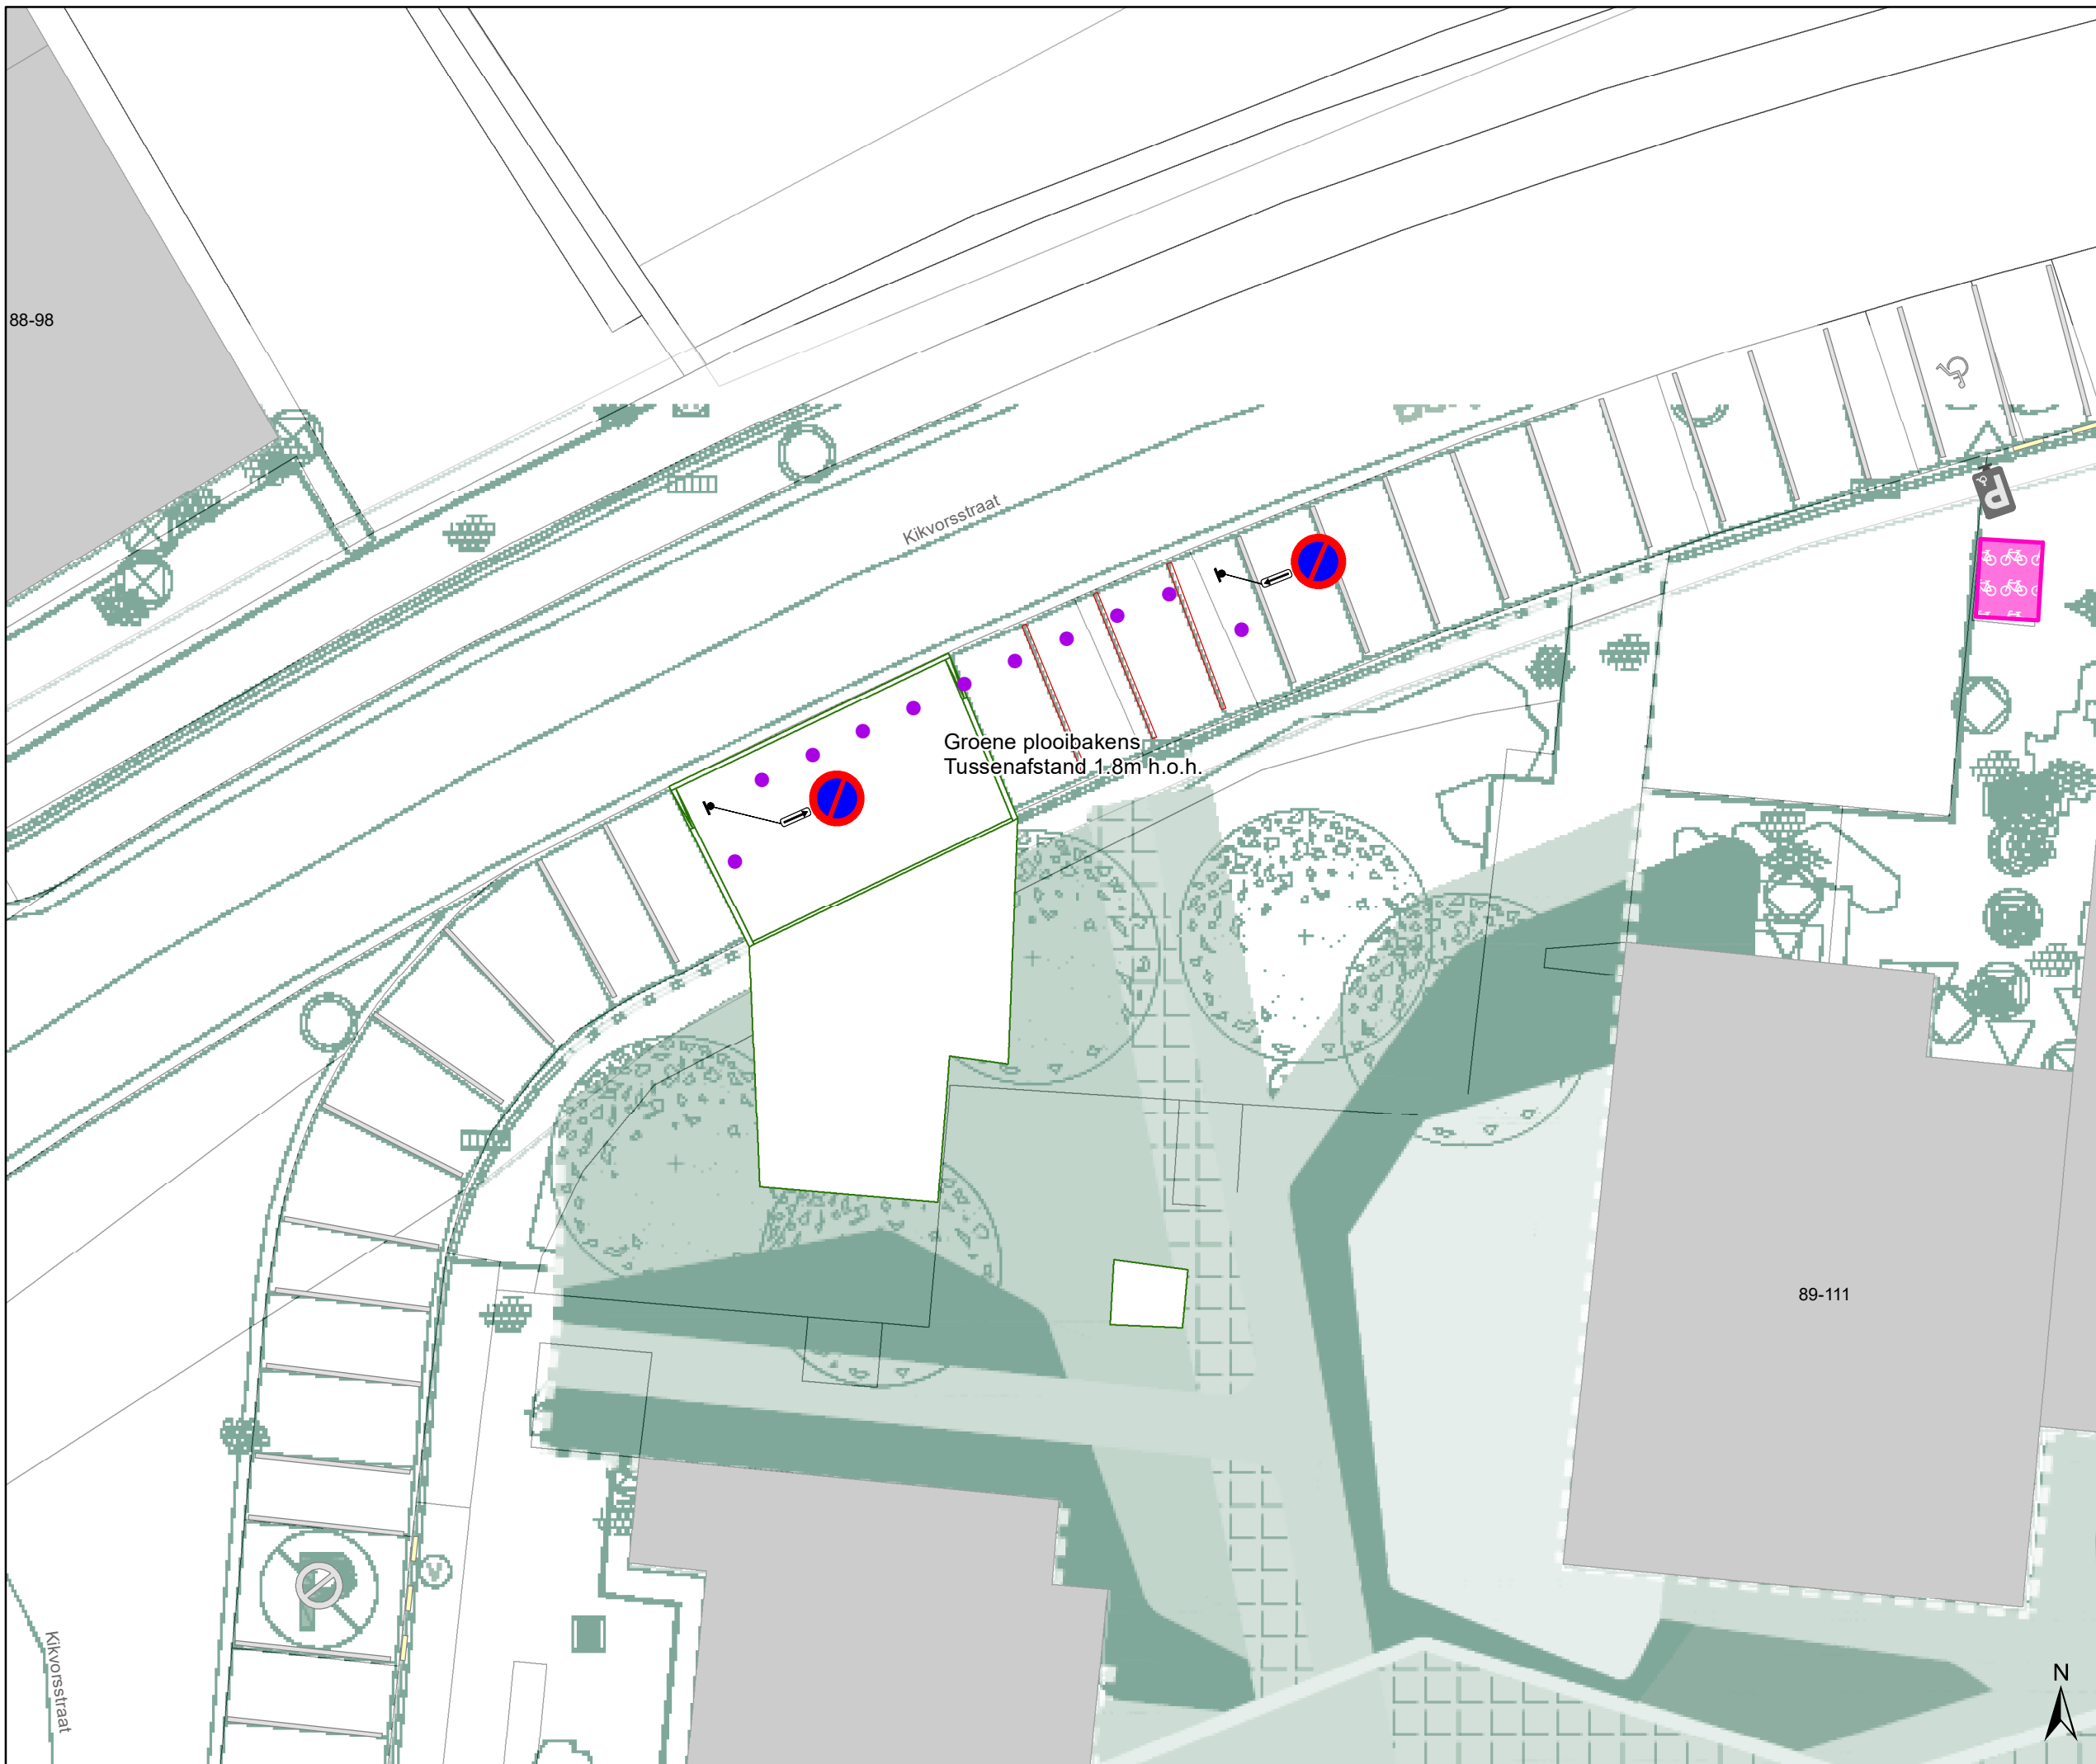 88-98
Kikvorsstraat
P
Groene plooibakens
Tussenafstand 1.8m h.o.h.
89-111
V
Kikvorsstraat
N